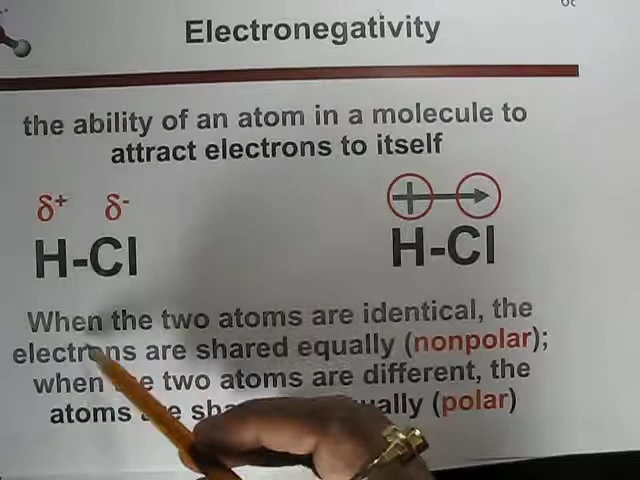 Electronegativity
the ability of an atom in a molecule to
attract electrons to itself
δ+ δ-
H-Cl
H-Cl
When the two atoms are identical, the
electrons are shared equally (nonpolar);
when the two atoms are different, the
atoms (polar)